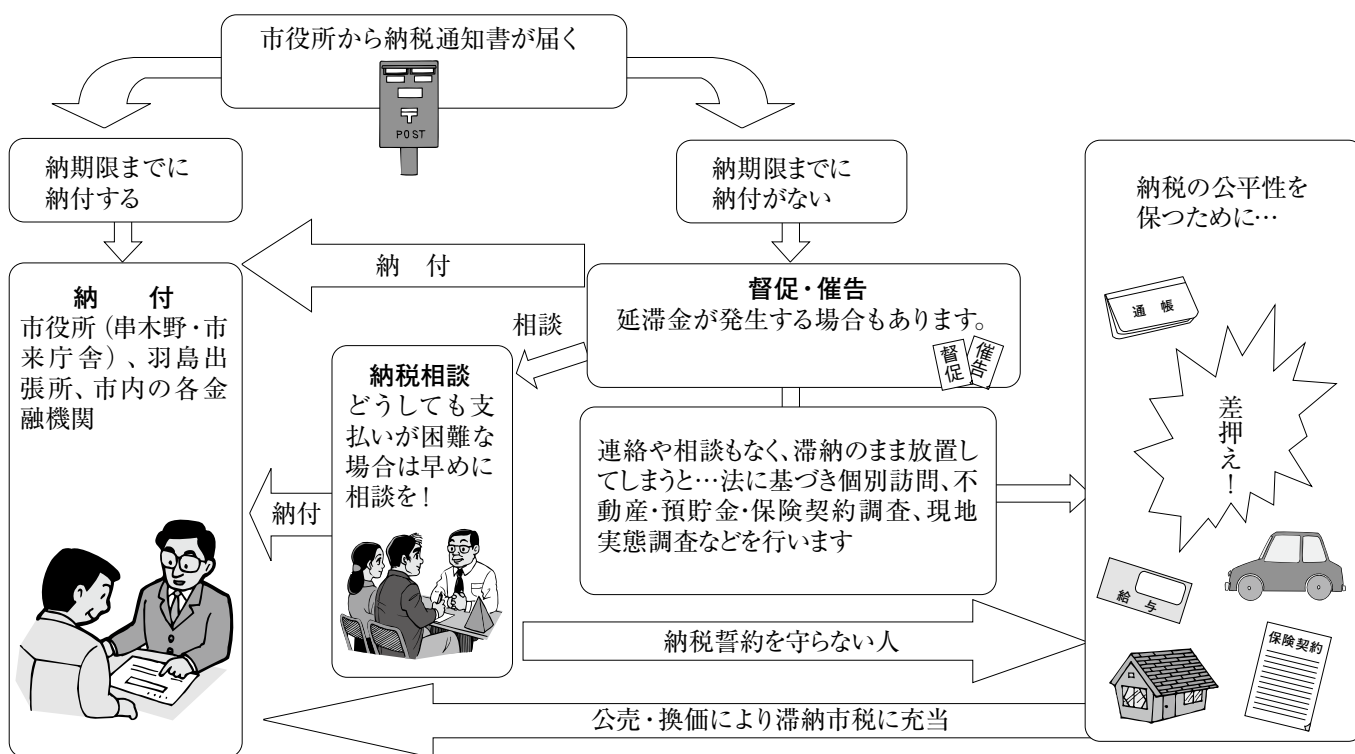 市役所から納税通知書が届く
〒
POST
納期限までに
納付する
納期限までに
納付がない
納税の公平性を
保つために…
納　付
督促・催告
延滞金が発生する場合もあります。
督促
催告
相談
通帳
納　付
市役所（串木野・市
来庁舎）、羽島出
張所、市内の各金
融機関
納税相談
どうしても支
払いが困難な
場合は早めに
相談を！
連絡や相談もなく、滞納のまま放置し
てしまうと…法に基づき個別訪問、不
動産・預貯金・保険契約調査、現地
実態調査などを行います
差押え！
納付
給与
納税誓約を守らない人
保険契約
公売・換価により滞納市税に充当